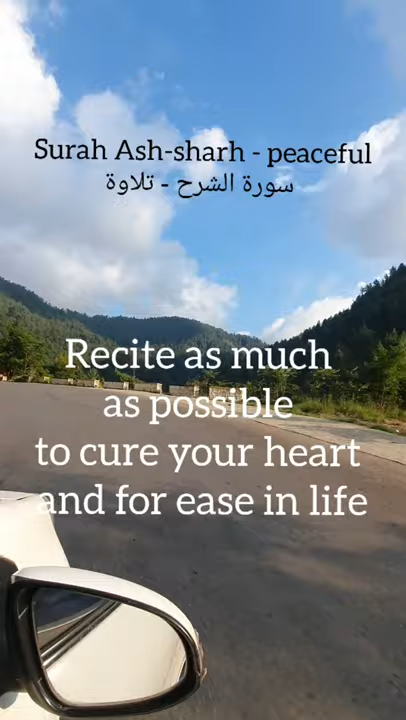 Surah Ash-sharh - peaceful
سورة الشرح - تلاوة
Recite as much
as possible
to cure your heart
and for ease in life